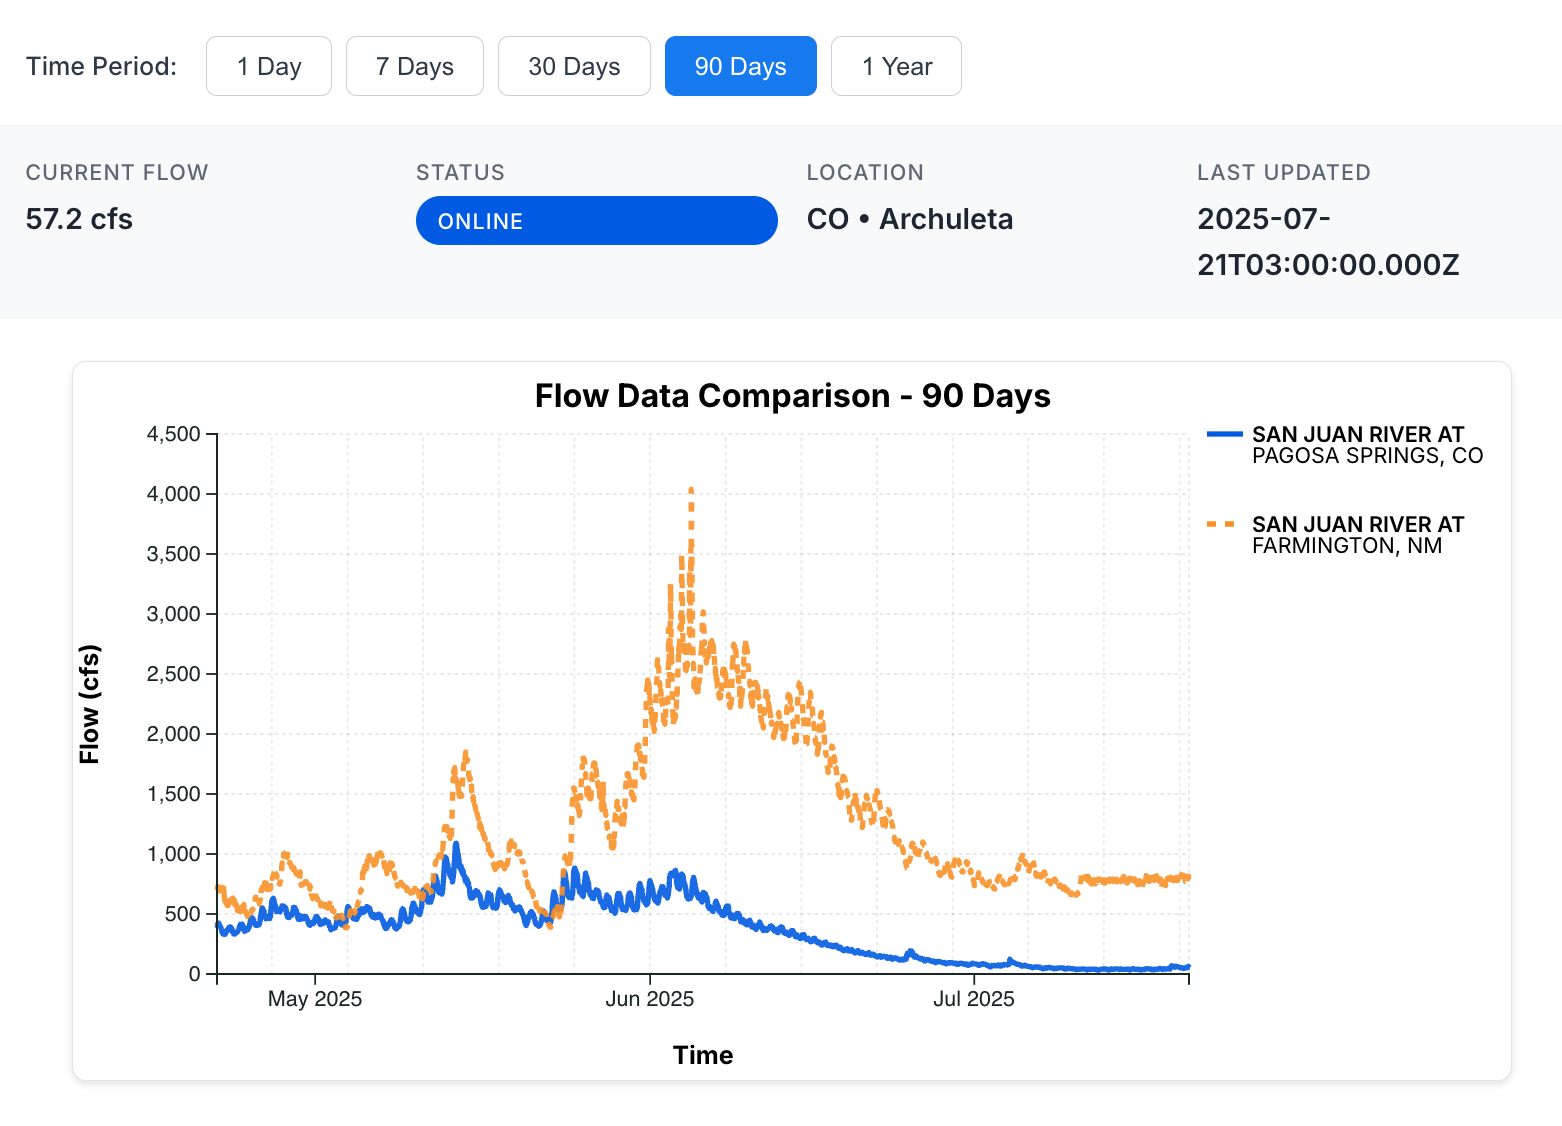 Time Period: 1 Day 7 Days 30 Days 90 Days 1 Year
CURRENT FLOW
57.2 cfs
STATUS
ONLINE
LOCATION
CO • Archuleta
LAST UPDATED
2025-07-
21T03:00:00.000Z
Flow Data Comparison - 90 Days
SAN JUAN RIVER AT
PAGOSA SPRINGS, CO
SAN JUAN RIVER AT
FARMINGTON, NM
Flow (cfs)
4,500
4,000
3,500
3,000
2,500
2,000
1,500
1,000
500
0
May 2025 Jun 2025 Jul 2025
Time